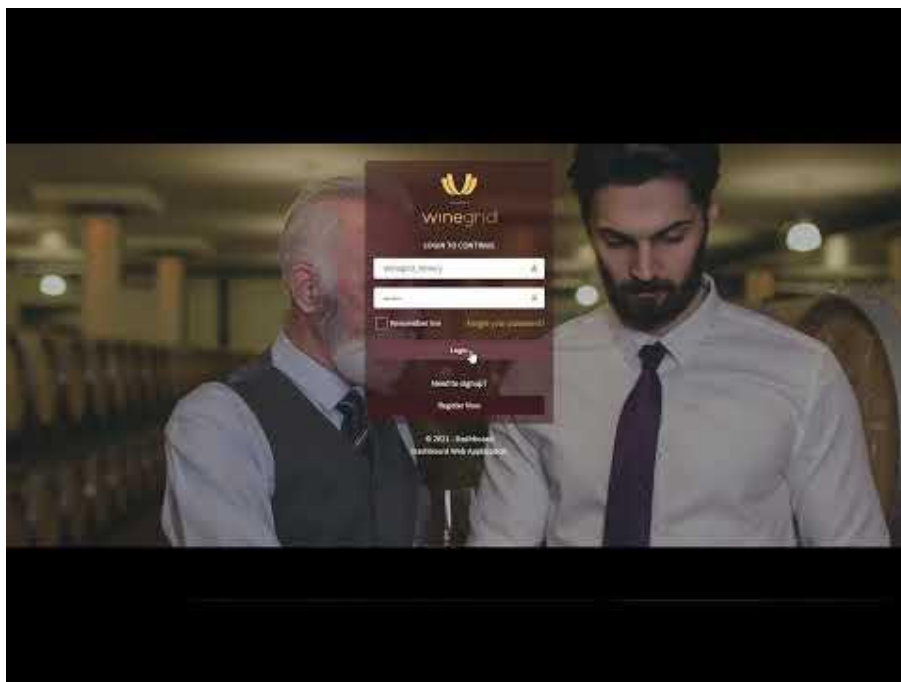 winegrid
LOGIN TO CONTINUE
Remember me
Forgot your password?
Login
Need to signup?
Register Now
© 2021 - Dashboard
Dashboard Web Application